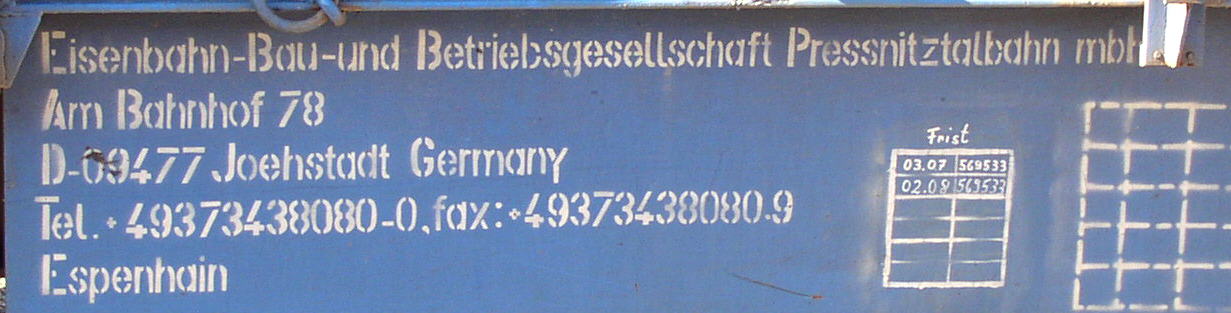 Eisenbahn-Bau-und Betriebsgesellschaft Pressnitztalbahn mbH
Am Bahnhof 78
D-09477 Joehstadt Germany
Tel.+49373438080-0,fax:+49373438080-9
Espenhain
Frist
03.07 569533
02.08 569533